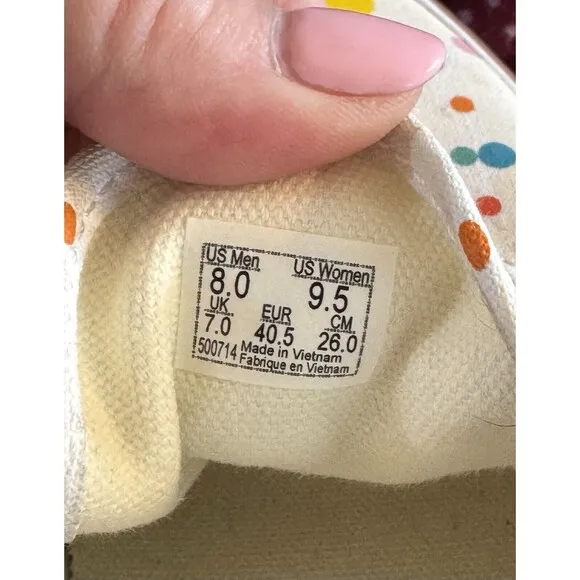 US Men US Women
8.0 9.5
UK EUR CM
7.0 40.5 26.0
500714 Made in Vietnam
Fabrique en Vietnam